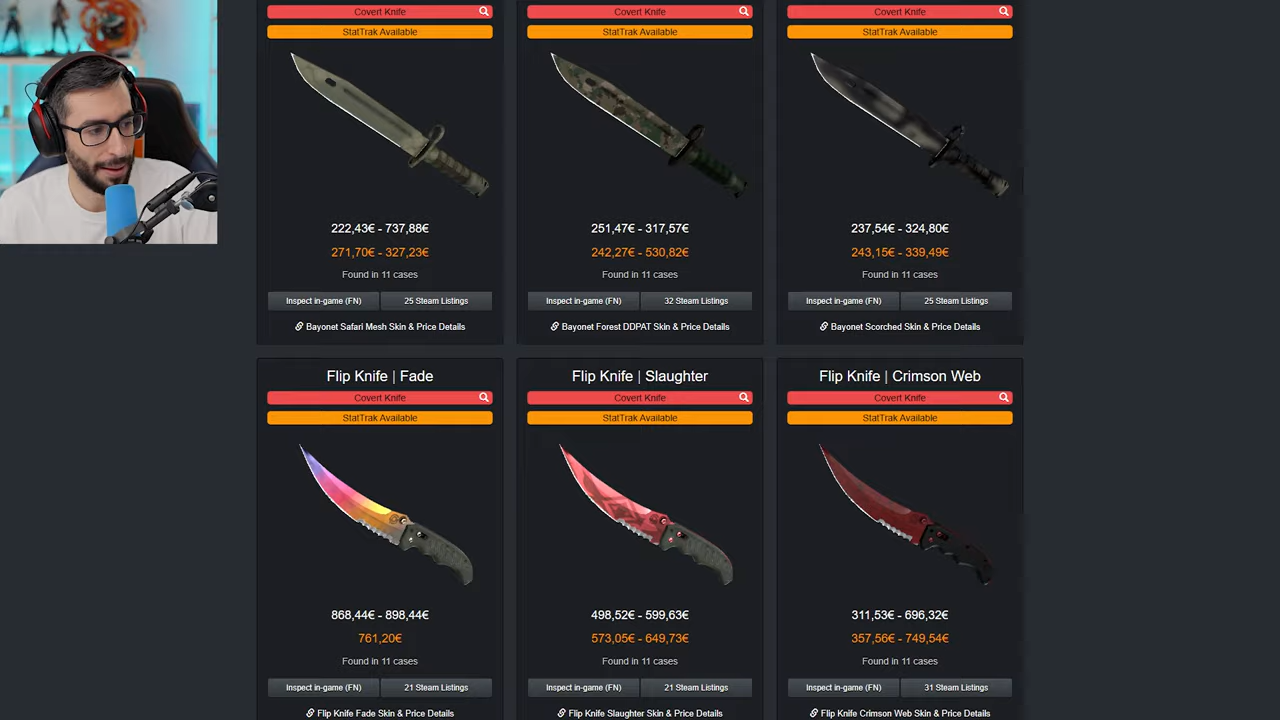 Covert Knife
StatTrak Available
222,43€ - 737,88€
271,70€ - 327,23€
Found in 11 cases
Inspect in-game (FN)
25 Steam Listings
Bayonet Safari Mesh Skin & Price Details
Covert Knife
StatTrak Available
251,47€ - 317,57€
242,27€ - 530,82€
Found in 11 cases
Inspect in-game (FN)
32 Steam Listings
Bayonet Forest DDPAT Skin & Price Details
Covert Knife
StatTrak Available
237,54€ - 324,80€
243,15€ - 339,49€
Found in 11 cases
Inspect in-game (FN)
25 Steam Listings
Bayonet Scorched Skin & Price Details
Flip Knife | Fade
Covert Knife
StatTrak Available
868,44€ - 898,44€
761,20€
Found in 11 cases
Inspect in-game (FN)
21 Steam Listings
Flip Knife Fade Skin & Price Details
Flip Knife | Slaughter
Covert Knife
StatTrak Available
498,52€ - 599,63€
573,05€ - 649,73€
Found in 11 cases
Inspect in-game (FN)
21 Steam Listings
Flip Knife Slaughter Skin & Price Details
Flip Knife | Crimson Web
Covert Knife
StatTrak Available
311,53€ - 696,32€
357,56€ - 749,54€
Found in 11 cases
Inspect in-game (FN)
31 Steam Listings
Flip Knife Crimson Web Skin & Price Details